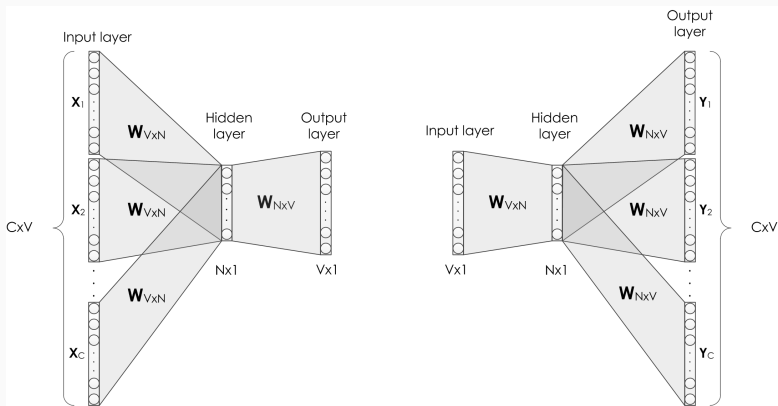 Input layer
X1
WVxN
X2
WVxN
CxV
WVxN
XC
Hidden
layer
Nx1
WNxV
Output
layer
Vx1
Input layer
WVxN
Vx1
Hidden
layer
Nx1
Output
layer
Y1
WNxV
Y2
WNxV
CxV
WNxV
YC